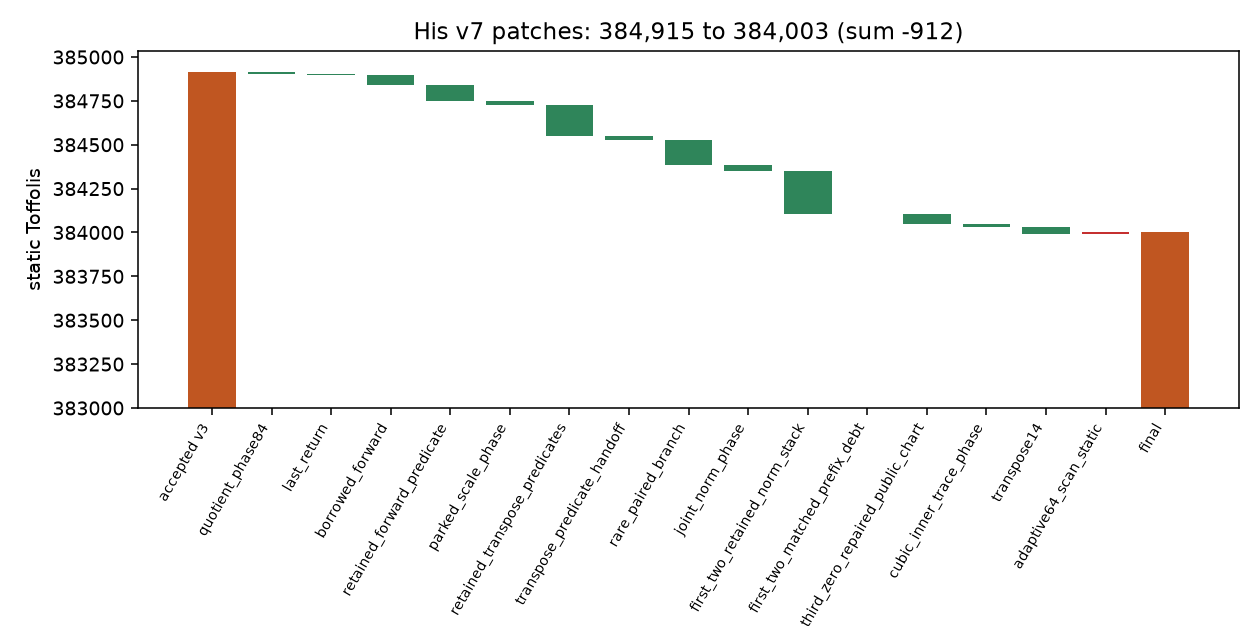 His v7 patches: 384,915 to 384,003 (sum -912)
static Toffolis
385000
384750
384500
384250
384000
383750
383500
383250
383000
accepted v3
quotient_phase84
last_return
borrowed_forward
retained_forward_predicate
parked_scale_phase
retained_transpose_predicates
transpose_predicate_handoff
rare_paired_branch
joint_norm_phase
first_two_retained_norm_stack
first_two_matched_prefix_debt
third_zero_repaired_public_chart
cubic_inner_trace_phase
transpose14
adaptive64_scan_static
final